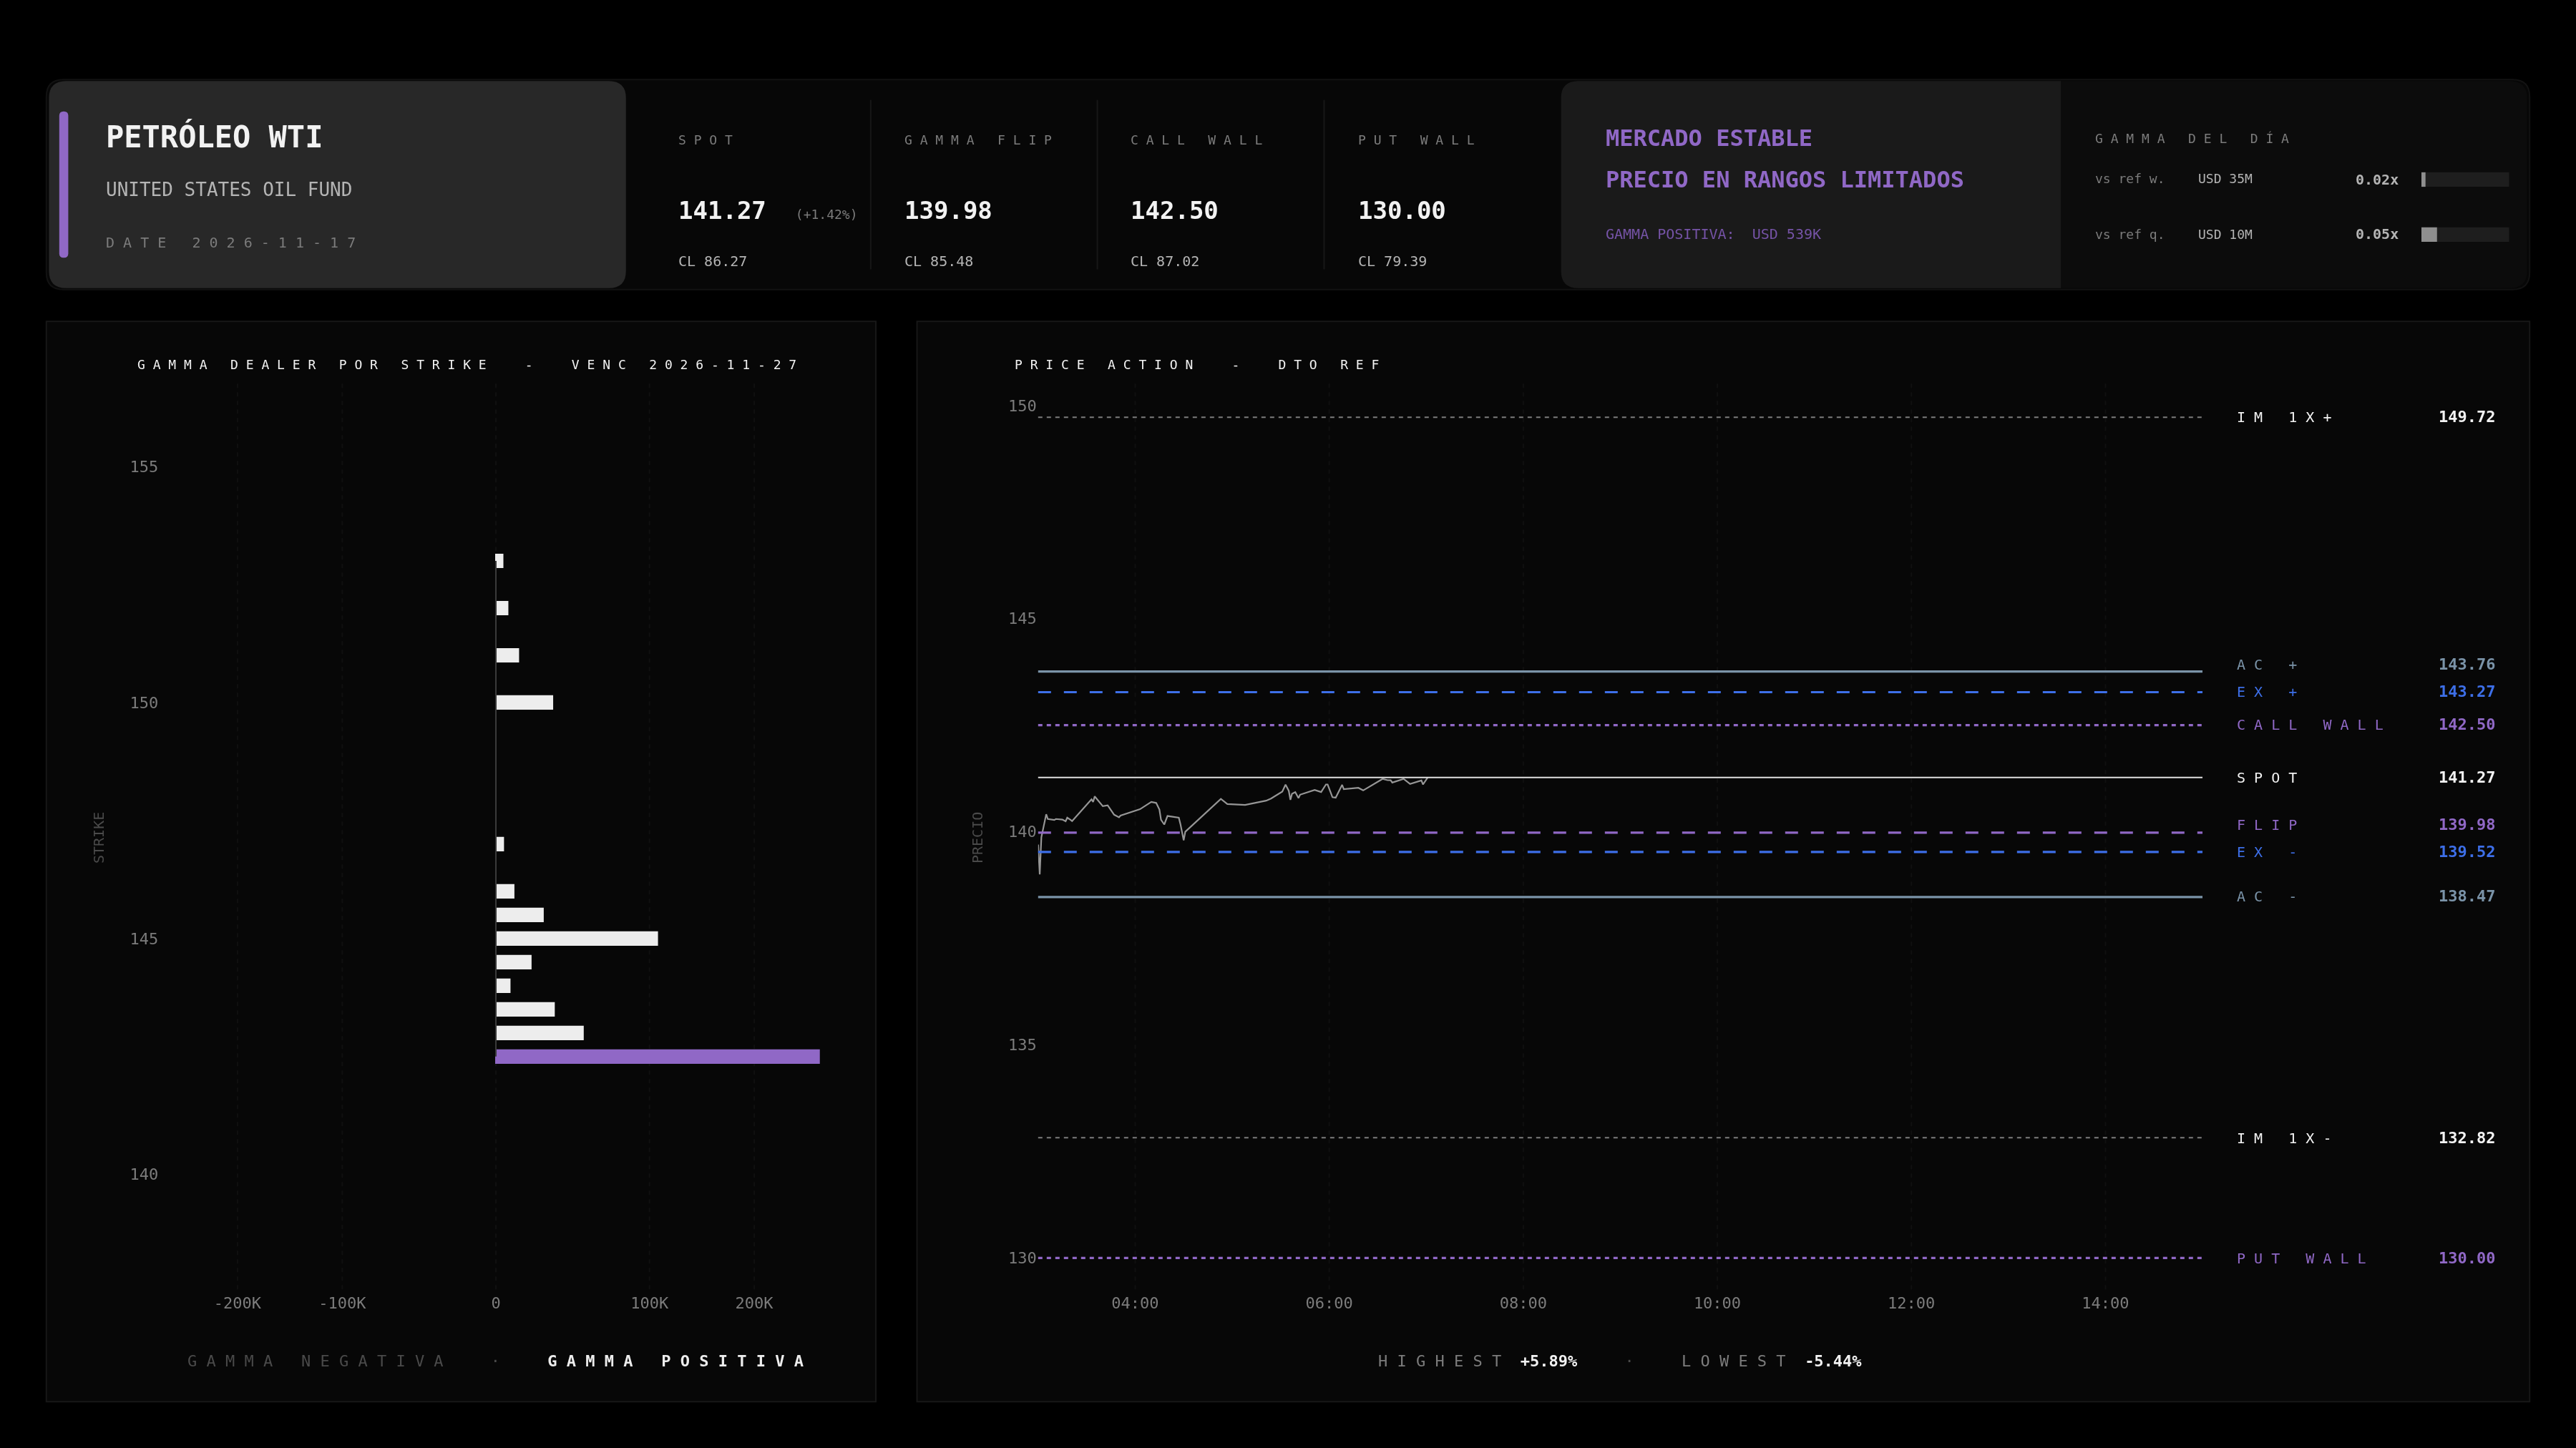 PETRÓLEO WTI
UNITED STATES OIL FUND
DATE 2026-11-17
SPOT
141.27 (+1.42%)
CL 86.27
GAMMA FLIP
139.98
CL 85.48
CALL WALL
142.50
CL 87.02
PUT WALL
130.00
CL 79.39
MERCADO ESTABLE
PRECIO EN RANGOS LIMITADOS
GAMMA POSITIVA: USD 539K
GAMMA DEL DÍA
vs ref w. USD 35M 0.02x
vs ref q. USD 10M 0.05x
GAMMA DEALER POR STRIKE - VENC 2026-11-27
STRIKE
155
150
145
140
-200K -100K 0 100K 200K
GAMMA NEGATIVA · GAMMA POSITIVA
PRICE ACTION - DTO REF
PRECIO
150
145
140
135
130
IM 1X+ 149.72
AC + 143.76
EX + 143.27
CALL WALL 142.50
SPOT 141.27
FLIP 139.98
EX - 139.52
AC - 138.47
IM 1X- 132.82
PUT WALL 130.00
04:00 06:00 08:00 10:00 12:00 14:00
HIGHEST +5.89% · LOWEST -5.44%